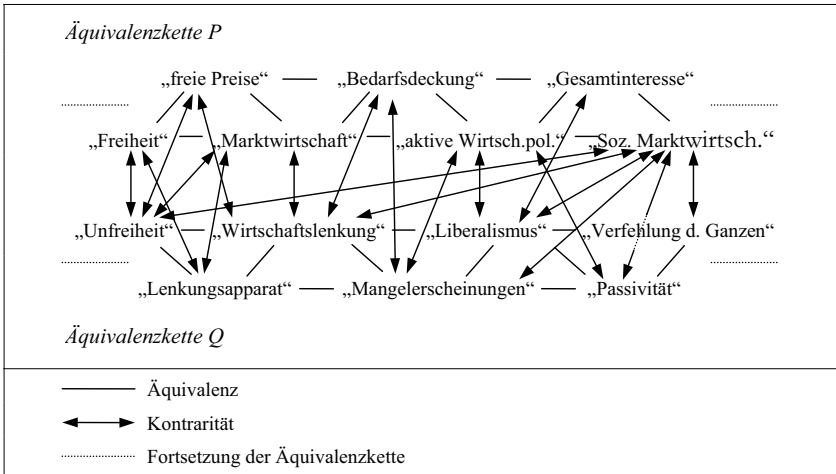 Äquivalenzkette P
„freie Preise“ „Bedarfsdeckung“ „Gesamtinteresse“
„Freiheit“ „Marktwirtschaft“ „aktive Wirtsch.pol.“ „Soz. Marktwirtsch.“
„Unfreiheit“ „Wirtschaftslenkung“ „Liberalismus“ „Verfehlung d. Ganzen“
„Lenkungsapparat“ „Mangelerscheinungen“ „Passivität“
Äquivalenzkette Q
Äquivalenz
Kontrarität
Fortsetzung der Äquivalenzkette